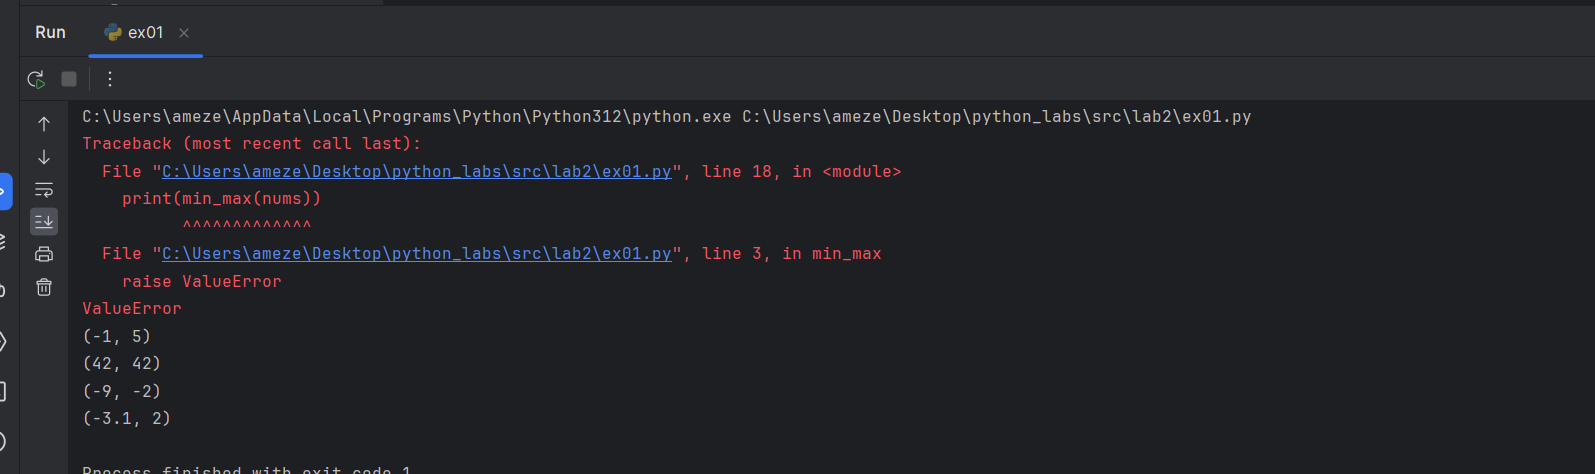 Run ex01
C:\Users\ameze\AppData\Local\Programs\Python\Python312\python.exe C:\Users\ameze\Desktop\python_labs\src\lab2\ex01.py
Traceback (most recent call last):
  File "C:\Users\ameze\Desktop\python_labs\src\lab2\ex01.py", line 18, in <module>
    print(min_max(nums))
          ^^^^^^^^^^^^^
  File "C:\Users\ameze\Desktop\python_labs\src\lab2\ex01.py", line 3, in min_max
    raise ValueError
ValueError
(-1, 5)
(42, 42)
(-9, -2)
(-3.1, 2)
Process finished with exit code 1